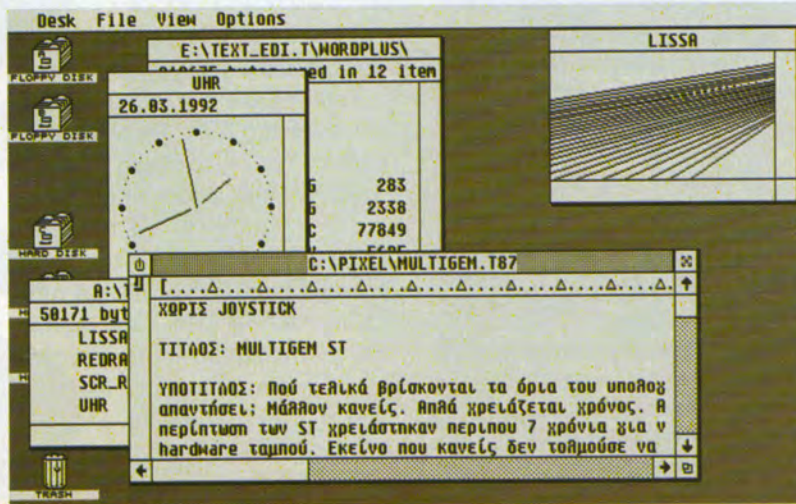 Desk File View Options
FLOPPY DISK
FLOPPY DISK
HARD DISK
TRASH
E:\TEXT_EDI.T\WORDPLUS\
bytes used in 12 item
G 283
G 2338
C 77849
UHR
26.03.1992
LISSA
A:\
50171 byt
LISSA
REDRA
SCR_R
UHR
C:\PIXEL\MULTIGEM.T87
ΧΩΡΙΣ JOYSTICK
ΤΙΤΛΟΣ: MULTIGEM ST
ΥΠΟΤΙΤΛΟΣ: Πού τελικά βρίσκονται τα όρια του υπολογ
απαντήσει; Μάλλον κανείς. Απλά χρειάζεται χρόνος. Η
περίπτωση των ST χρειάστηκαν περιπου 7 χρόνια για ν
hardware ταμπού. Εκείνο που κανείς δεν τολμούσε να